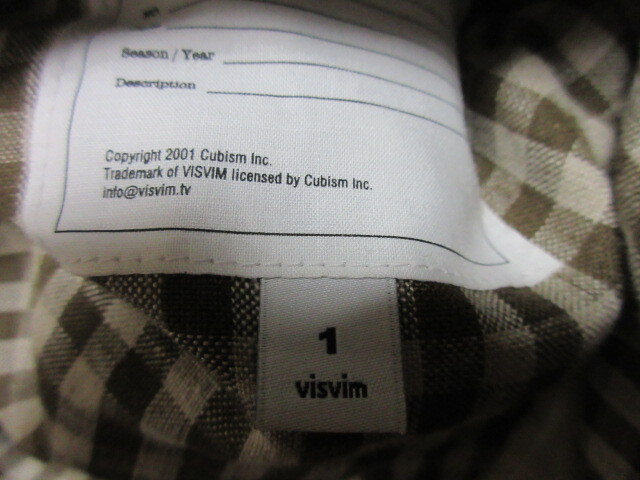 Season / Year
Description
Copyright 2001 Cubism Inc.
Trademark of VISVIM licensed by Cubism Inc.
info@visvim.tv
1
visvim